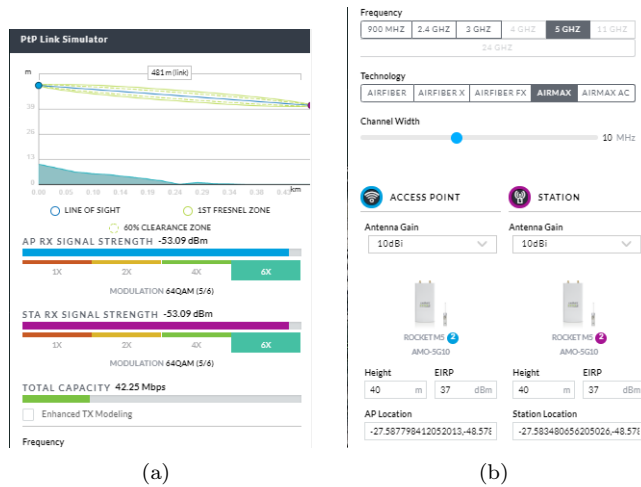 PtP Link Simulator
m
481 m (link)
39
26
13
0
0.00 0.05 0.10 0.14 0.19 0.24 0.29 0.34 0.38 0.43 km
LINE OF SIGHT 1ST FRESNEL ZONE
60% CLEARANCE ZONE
AP RX SIGNAL STRENGTH -53.09 dBm
1X 2X 4X 6X
MODULATION 64QAM (5/6)
STA RX SIGNAL STRENGTH -53.09 dBm
1X 2X 4X 6X
MODULATION 64QAM (5/6)
TOTAL CAPACITY 42.25 Mbps
Enhanced TX Modeling
Frequency
(a)
Frequency
900 MHZ 2.4 GHZ 3 GHZ 4 GHZ 5 GHZ 11 GHZ
24 GHZ
Technology
AIRFIBER AIRFIBER X AIRFIBER FX AIRMAX AIRMAX AC
Channel Width
10 MHz
ACCESS POINT STATION
Antenna Gain Antenna Gain
10dBi 10dBi
ROCKET M5 2 ROCKET M5 2
AMO-5G10 AMO-5G10
Height EIRP Height EIRP
40 m 37 dBm 40 m 37 dBm
AP Location Station Location
-27.587798412052013,-48.578 -27.583480656205026,-48.578
(b)